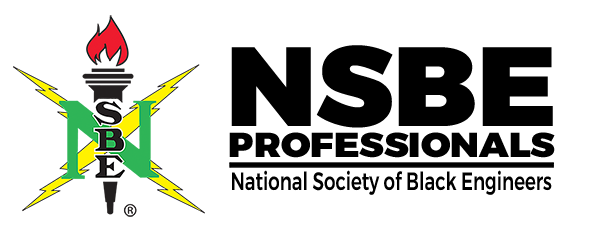 N
S
B
E
®
NSBE
PROFESSIONALS
National Society of Black Engineers